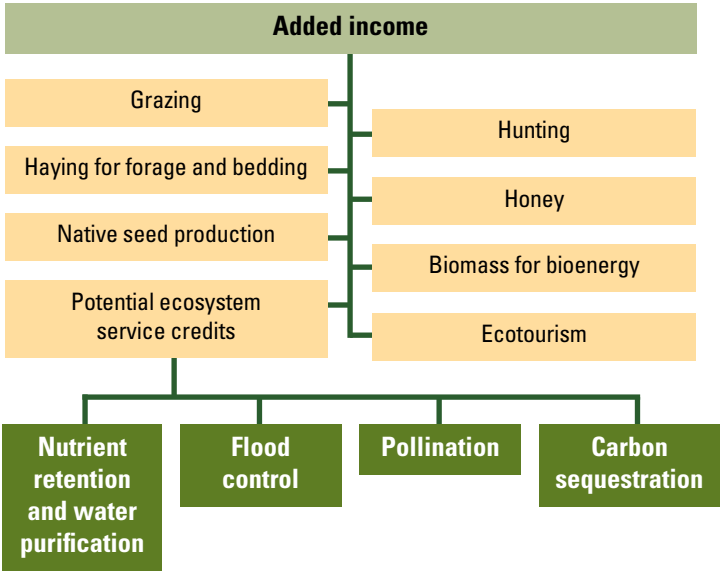 Added income
Grazing
Haying for forage and bedding
Native seed production
Potential ecosystem
service credits
Hunting
Honey
Biomass for bioenergy
Ecotourism
Nutrient
retention
and water
purification
Flood
control
Pollination
Carbon
sequestration